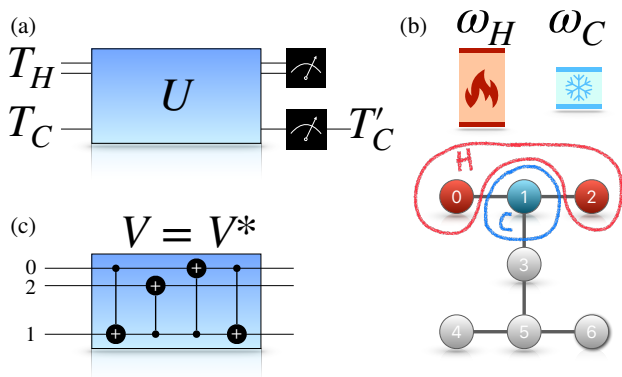 (a)
T_H
U
T_C
T′_C
(b)
ω_H ω_C
H
0 1 2
C
3
4 5 6
(c)
V = V*
0
2
1